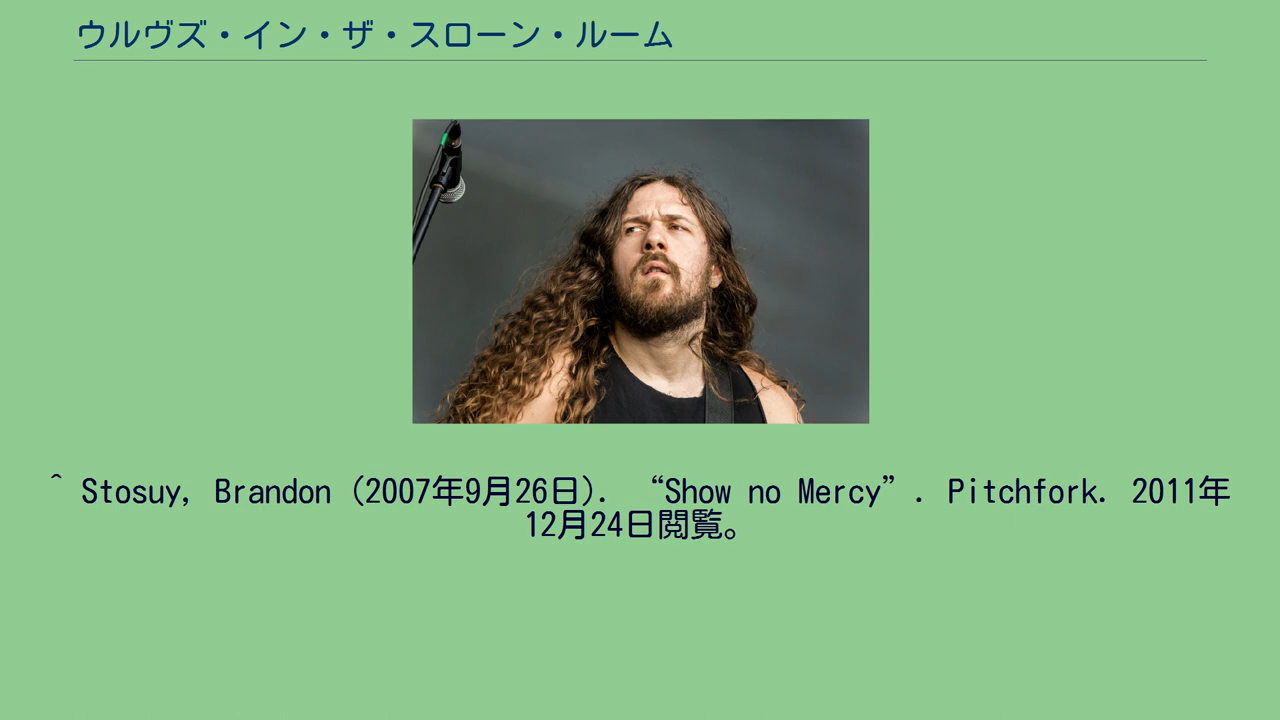 ウルヴズ・イン・ザ・スローン・ルーム
^ Stosuy, Brandon (2007年9月26日). “Show no Mercy”. Pitchfork. 2011年
12月24日閲覧。